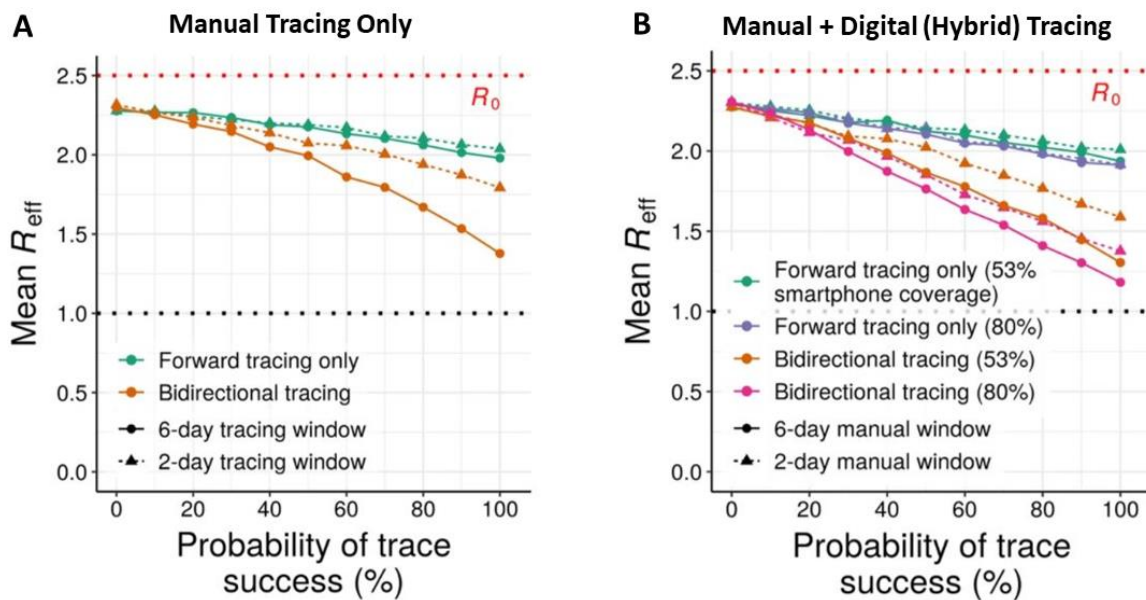 A
Manual Tracing Only
2.5
R0
2.0
1.5
1.0
0.5
0.0
Mean Reff
Forward tracing only
Bidirectional tracing
6-day tracing window
2-day tracing window
0 20 40 60 80 100
Probability of trace
success (%)
B
Manual + Digital (Hybrid) Tracing
2.5
R0
2.0
1.5
1.0
0.5
0.0
Mean Reff
Forward tracing only (53%
smartphone coverage)
Forward tracing only (80%)
Bidirectional tracing (53%)
Bidirectional tracing (80%)
6-day manual window
2-day manual window
0 20 40 60 80 100
Probability of trace
success (%)